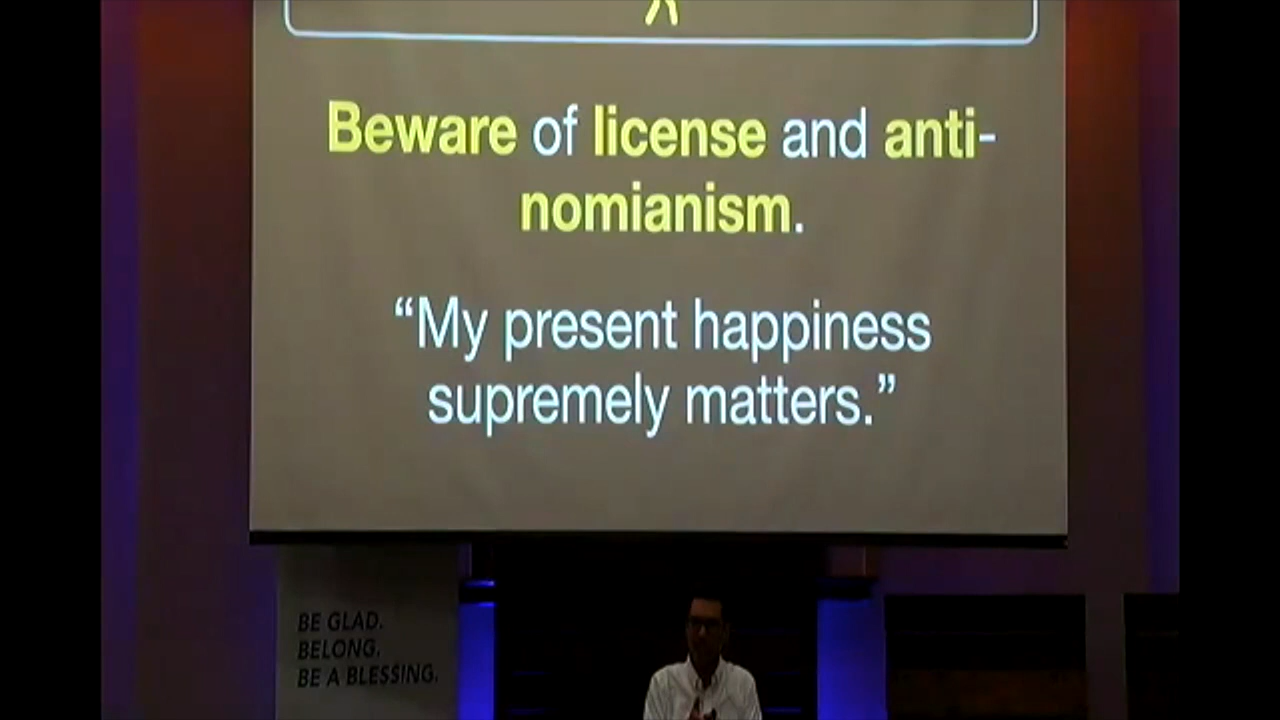 Beware of license and anti-
nomianism.
“My present happiness
supremely matters.”
BE GLAD.
BELONG.
BE A BLESSING.